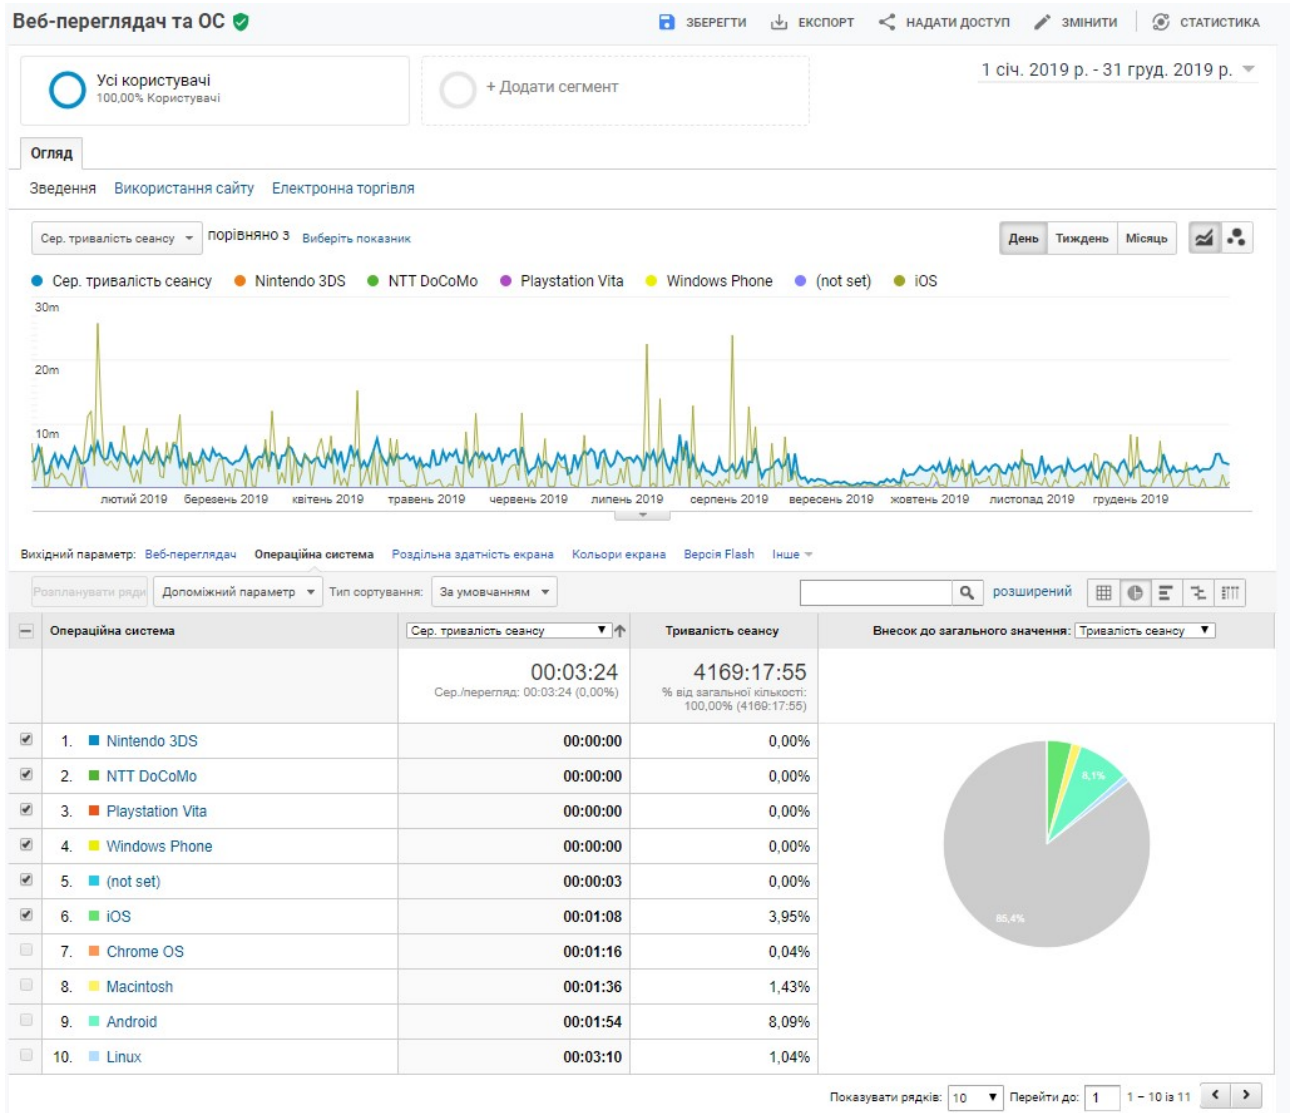 Веб-переглядач та ОС
ЗБЕРЕГТИ ЕКСПОРТ НАДАТИ ДОСТУП ЗМІНИТИ СТАТИСТИКА
Усі користувачі
100,00% Користувачі
+ Додати сегмент
1 січ. 2019 р. - 31 груд. 2019 р.
Огляд
Зведення Використання сайту Електронна торгівля
Сер. тривалість сеансу порівняно з Виберіть показник
День Тиждень Місяць
Сер. тривалість сеансу Nintendo 3DS NTT DoCoMo Playstation Vita Windows Phone (not set) iOS
30m
20m
10m
лютий 2019 березень 2019 квітень 2019 травень 2019 червень 2019 липень 2019 серпень 2019 вересень 2019 жовтень 2019 листопад 2019 грудень 2019
Вихідний параметр: Веб-переглядач Операційна система Роздільна здатність екрана Кольори екрана Версія Flash Інше
Розпланувати ряди Допоміжний параметр Тип сортування: За умовчанням розширений
Операційна система Сер. тривалість сеансу Тривалість сеансу Внесок до загального значення: Тривалість сеансу
00:03:24 4169:17:55
Сер./перегляд: 00:03:24 (0,00%) % від загальної кількості:
100,00% (4169:17:55)
1. Nintendo 3DS 00:00:00 0,00%
2. NTT DoCoMo 00:00:00 0,00%
3. Playstation Vita 00:00:00 0,00%
4. Windows Phone 00:00:00 0,00%
5. (not set) 00:00:03 0,00%
6. iOS 00:01:08 3,95%
7. Chrome OS 00:01:16 0,04%
8. Macintosh 00:01:36 1,43%
9. Android 00:01:54 8,09%
10. Linux 00:03:10 1,04%
8,1%
85,4%
Показувати рядків: 10 Перейти до: 1 1 – 10 із 11